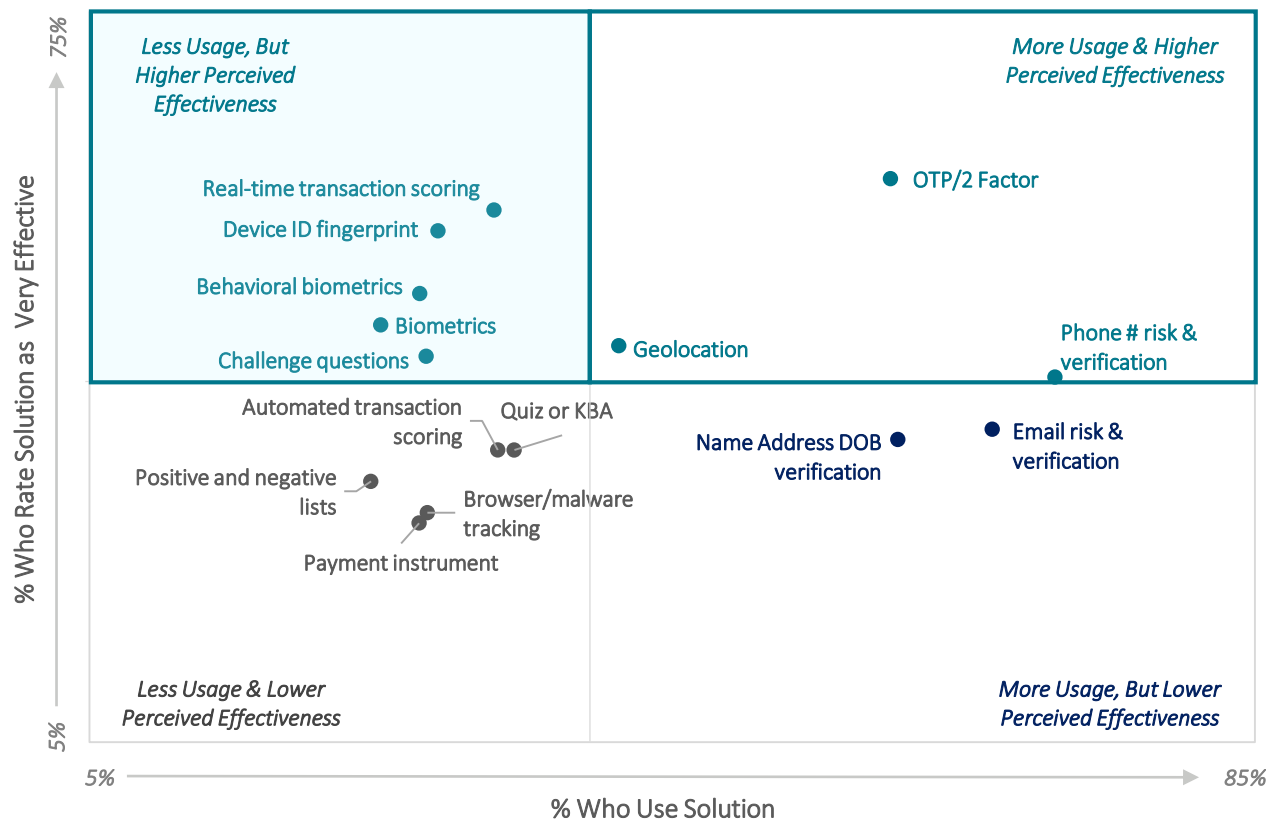 75%
Less Usage, But
Higher Perceived
Effectiveness
More Usage & Higher
Perceived Effectiveness
Real-time transaction scoring
OTP/2 Factor
Device ID fingerprint
Behavioral biometrics
Biometrics
Challenge questions
Geolocation
Phone # risk &
verification
% Who Rate Solution as  Very Effective
Automated transaction
scoring
Quiz or KBA
Name Address DOB
verification
Email risk &
verification
Positive and negative
lists
Browser/malware
tracking
Payment instrument
Less Usage & Lower
Perceived Effectiveness
More Usage, But Lower
Perceived Effectiveness
5%
5%
85%
% Who Use Solution